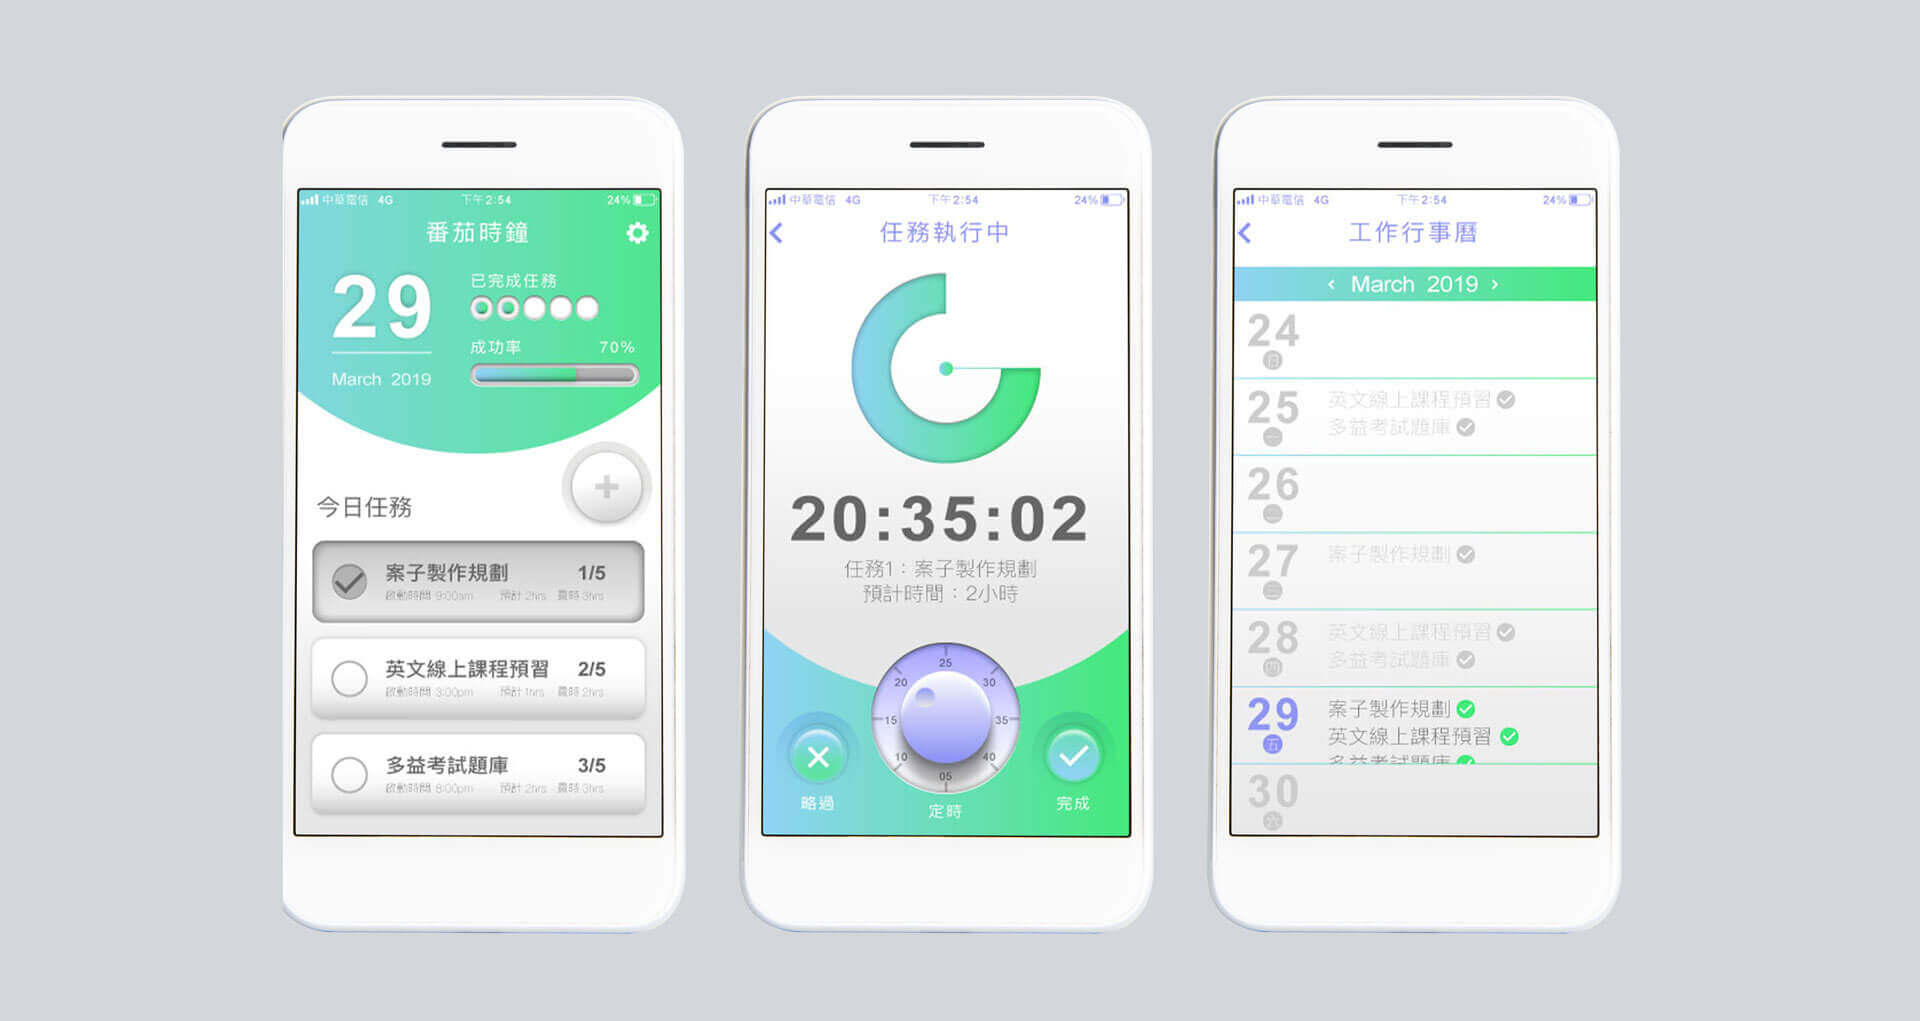 中華電信 4G 下午2:54 24%
番茄時鐘
29
March 2019
已完成任務
成功率 70%
今日任務
案子製作規劃 1/5
啟動時間 9:00am 預計 2hrs 費時 3hrs
英文線上課程預習 2/5
啟動時間 3:00pm 預計 1hrs 費時 2hrs
多益考試題庫 3/5
啟動時間 8:00pm 預計 2hrs 費時 3hrs
中華電信 4G 下午2:54 24%
任務執行中
20:35:02
任務1：案子製作規劃
預計時間：2小時
25
20 30
15 35
10 40
05
略過 定時 完成
中華電信 4G 下午2:54 24%
工作行事曆
March 2019
24
日
25
一
英文線上課程預習
多益考試題庫
26
二
27
三
案子製作規劃
28
四
英文線上課程預習
多益考試題庫
29
五
案子製作規劃
英文線上課程預習
多益考試題庫
30
六